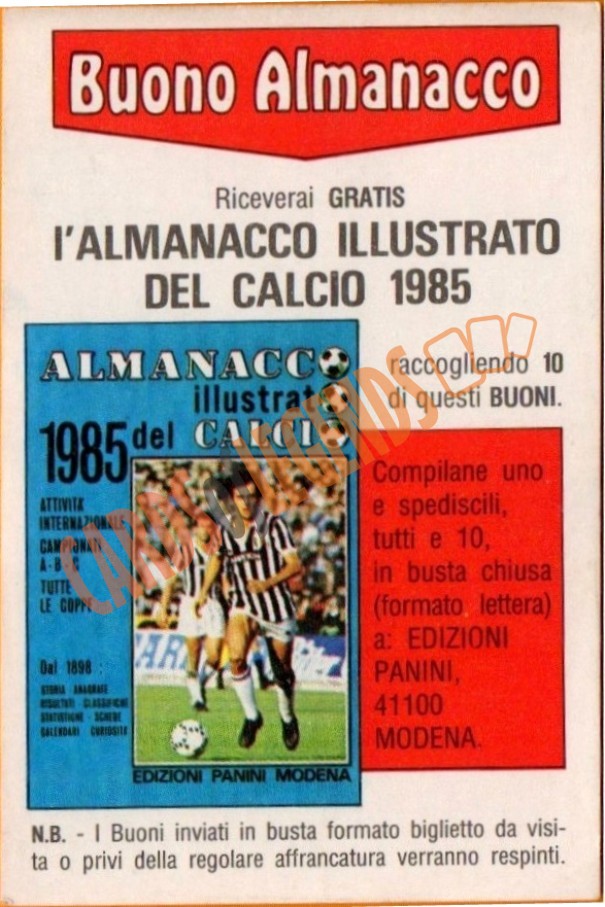 Buono Almanacco
Riceverai GRATIS
l'ALMANACCO ILLUSTRATO
DEL CALCIO 1985
ALMANACCO
illustrato
1985 del CALCIO
ATTIVITÀ
INTERNAZIONALE
CAMPIONATI
A-B-C
TUTTE
LE COPPE
Dal 1898 :
STORIA ANAGRAFE
RISULTATI - CLASSIFICHE
STATISTICHE - SCHEDE
CALENDARI CURIOSITÀ
EDIZIONI PANINI MODENA
raccogliendo 10
di questi BUONI.
Compilane uno
e spediscili,
tutti e 10,
in busta chiusa
(formato lettera)
a: EDIZIONI
PANINI,
41100
MODENA.
N.B. - I Buoni inviati in busta formato biglietto da visi-
ta o privi della regolare affrancatura verranno respinti.
CARDS LEGENDS